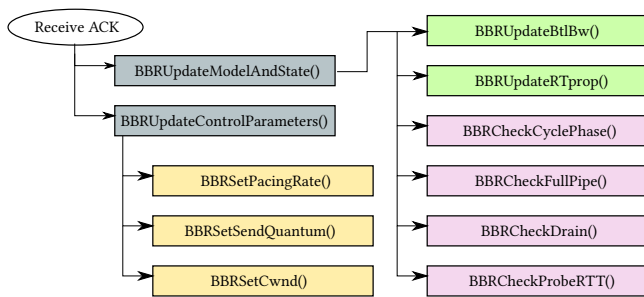 Receive ACK
BBRUpdateModelAndState()
BBRUpdateControlParameters()
BBRSetPacingRate()
BBRSetSendQuantum()
BBRSetCwnd()
BBRUpdateBtlBw()
BBRUpdateRTprop()
BBRCheckCyclePhase()
BBRCheckFullPipe()
BBRCheckDrain()
BBRCheckProbeRTT()